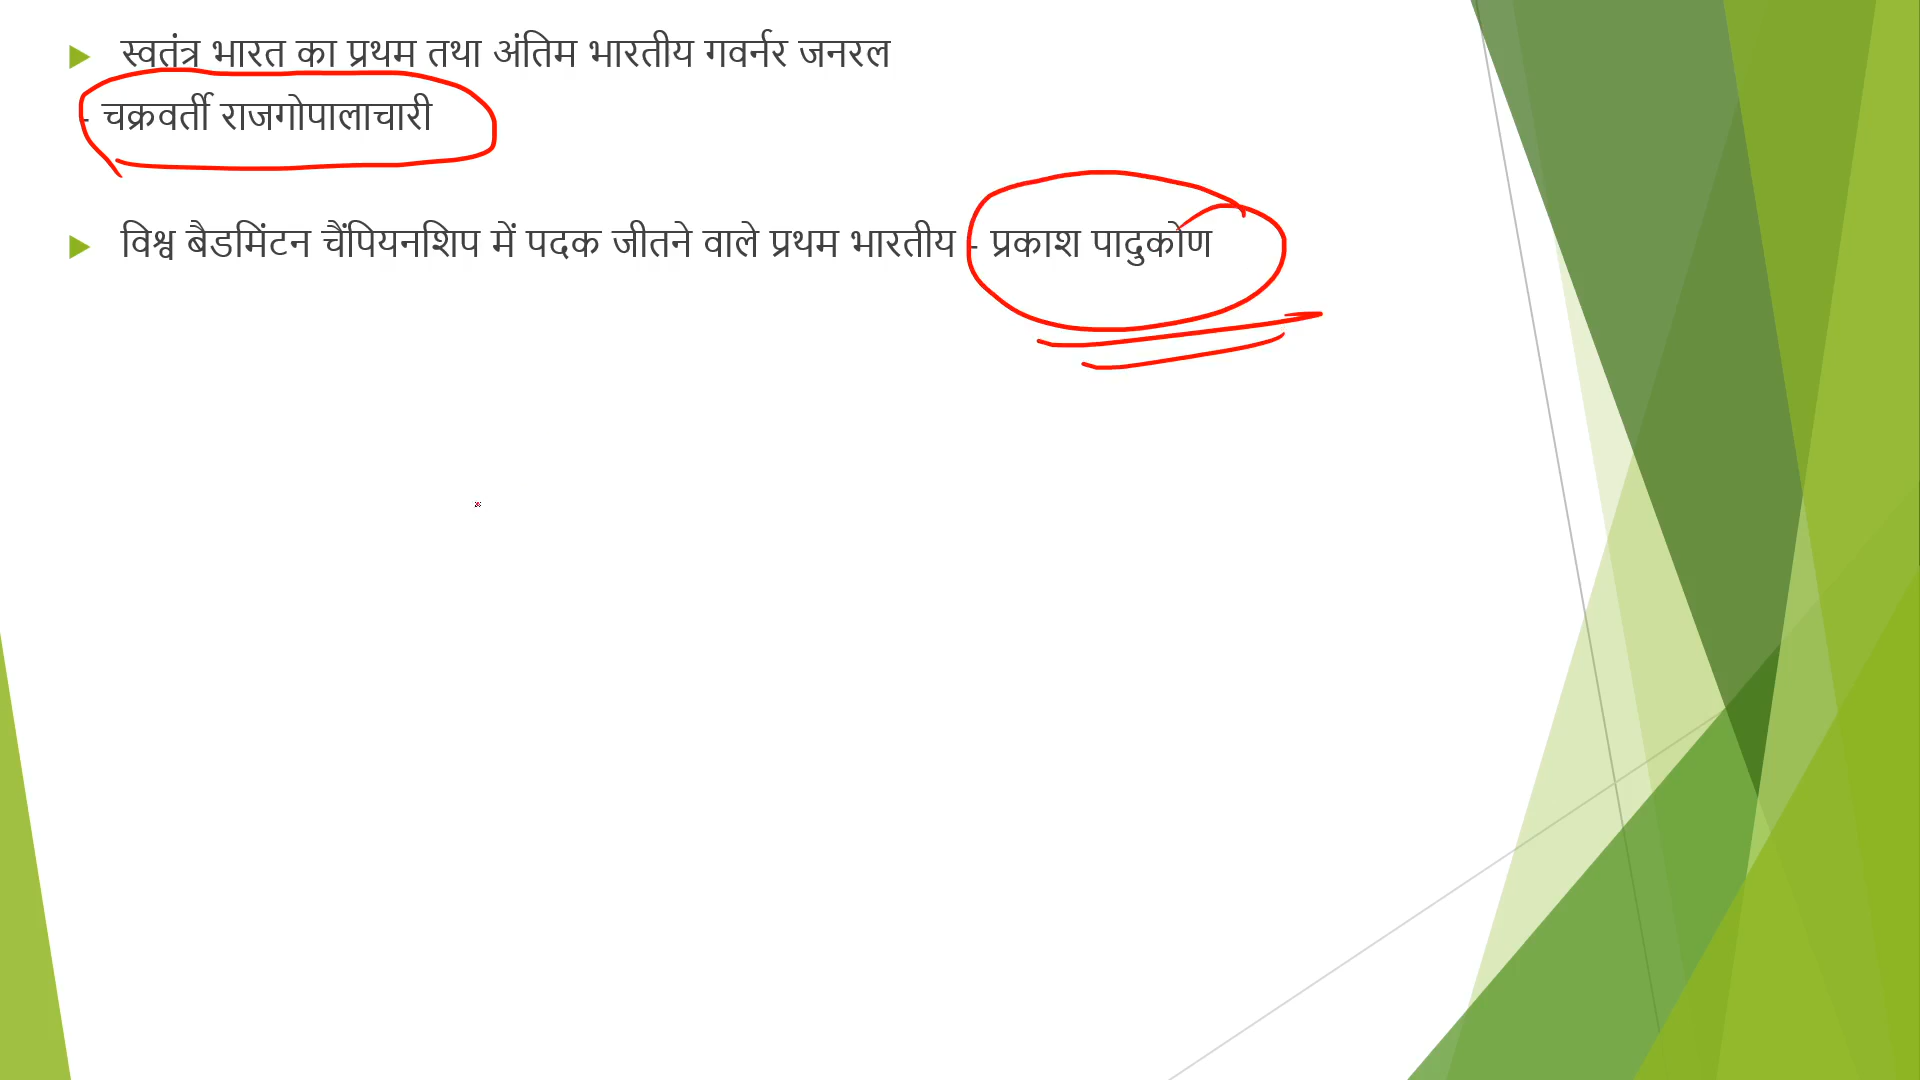 स्वतंत्र भारत का प्रथम तथा अंतिम भारतीय गवर्नर जनरल
- चक्रवर्ती राजगोपालाचारी
विश्व बैडमिंटन चैंपियनशिप में पदक जीतने वाले प्रथम भारतीय - प्रकाश पादुकोण